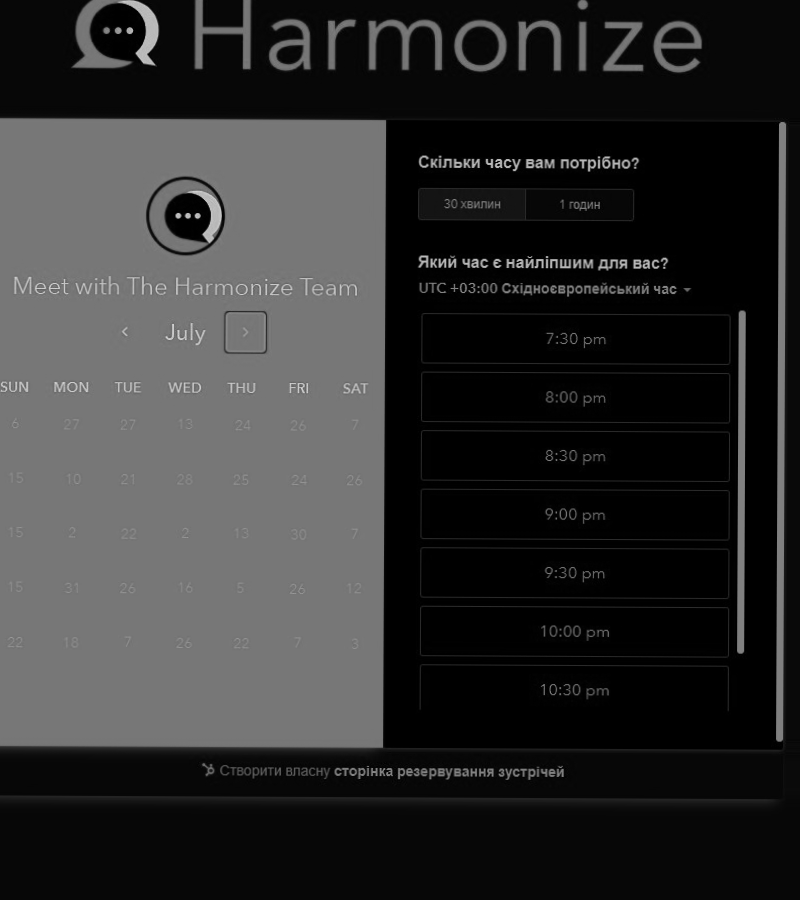 Harmonize
Meet with The Harmonize Team
July
SUN MON TUE WED THU FRI SAT
6 27 27 13 24 26 7
15 10 21 28 25 24 26
15 2 22 2 13 30 7
15 31 26 16 5 26 12
22 18 7 26 22 7 3
Скільки часу вам потрібно?
30 хвилин 1 годин
Який час є найліпшим для вас?
UTC +03:00 Східноєвропейський час
7:30 pm
8:00 pm
8:30 pm
9:00 pm
9:30 pm
10:00 pm
10:30 pm
Створити власну сторінка резервування зустрічей